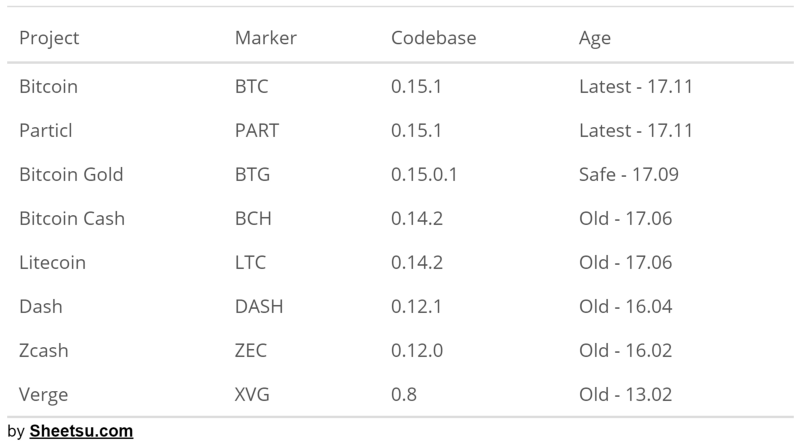 Project Marker Codebase Age
Bitcoin BTC 0.15.1 Latest - 17.11
Particl PART 0.15.1 Latest - 17.11
Bitcoin Gold BTG 0.15.0.1 Safe - 17.09
Bitcoin Cash BCH 0.14.2 Old - 17.06
Litecoin LTC 0.14.2 Old - 17.06
Dash DASH 0.12.1 Old - 16.04
Zcash ZEC 0.12.0 Old - 16.02
Verge XVG 0.8 Old - 13.02
by Sheetsu.com